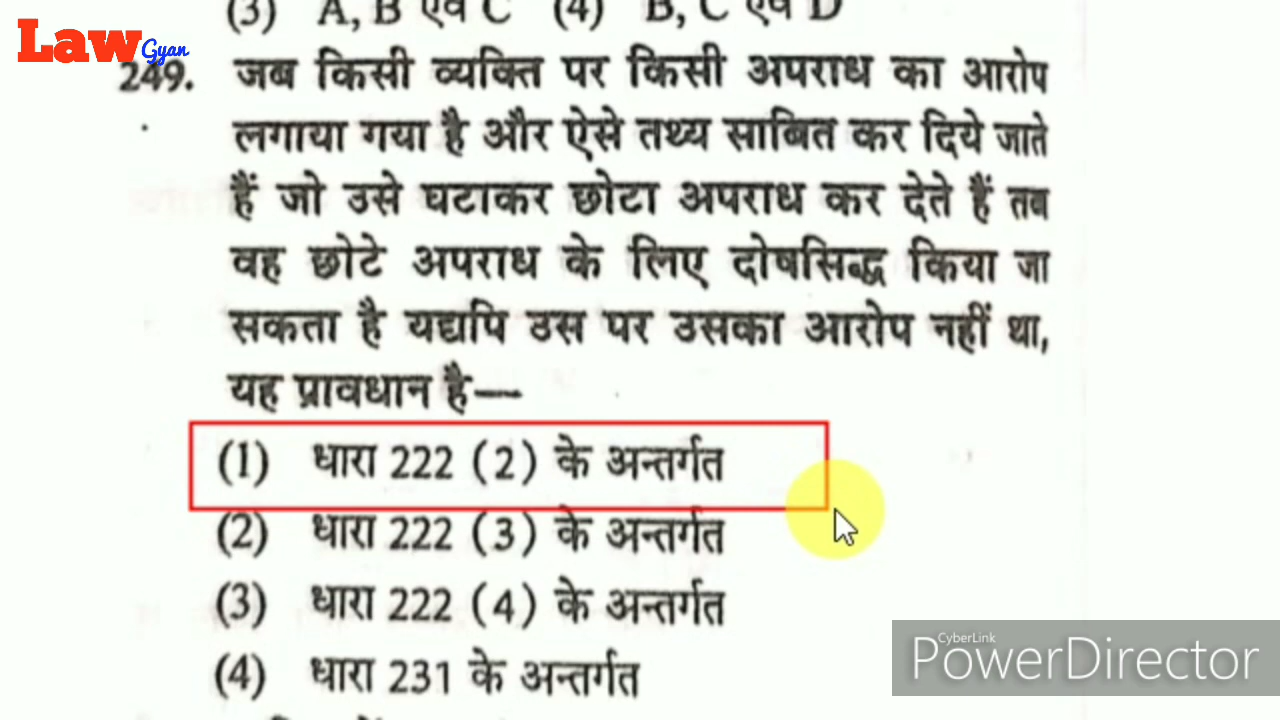 (3) A, B एवं C (4) B, C एवं D
Law Gyan
249. जब किसी व्यक्ति पर किसी अपराध का आरोप
लगाया गया है और ऐसे तथ्य साबित कर दिये जाते
हैं जो उसे घटाकर छोटा अपराध कर देते हैं तब
वह छोटे अपराध के लिए दोषसिद्ध किया जा
सकता है यद्यपि उस पर उसका आरोप नहीं था,
यह प्रावधान है—
(1) धारा 222 (2) के अन्तर्गत
(2) धारा 222 (3) के अन्तर्गत
(3) धारा 222 (4) के अन्तर्गत
(4) धारा 231 के अन्तर्गत
CyberLink
PowerDirector